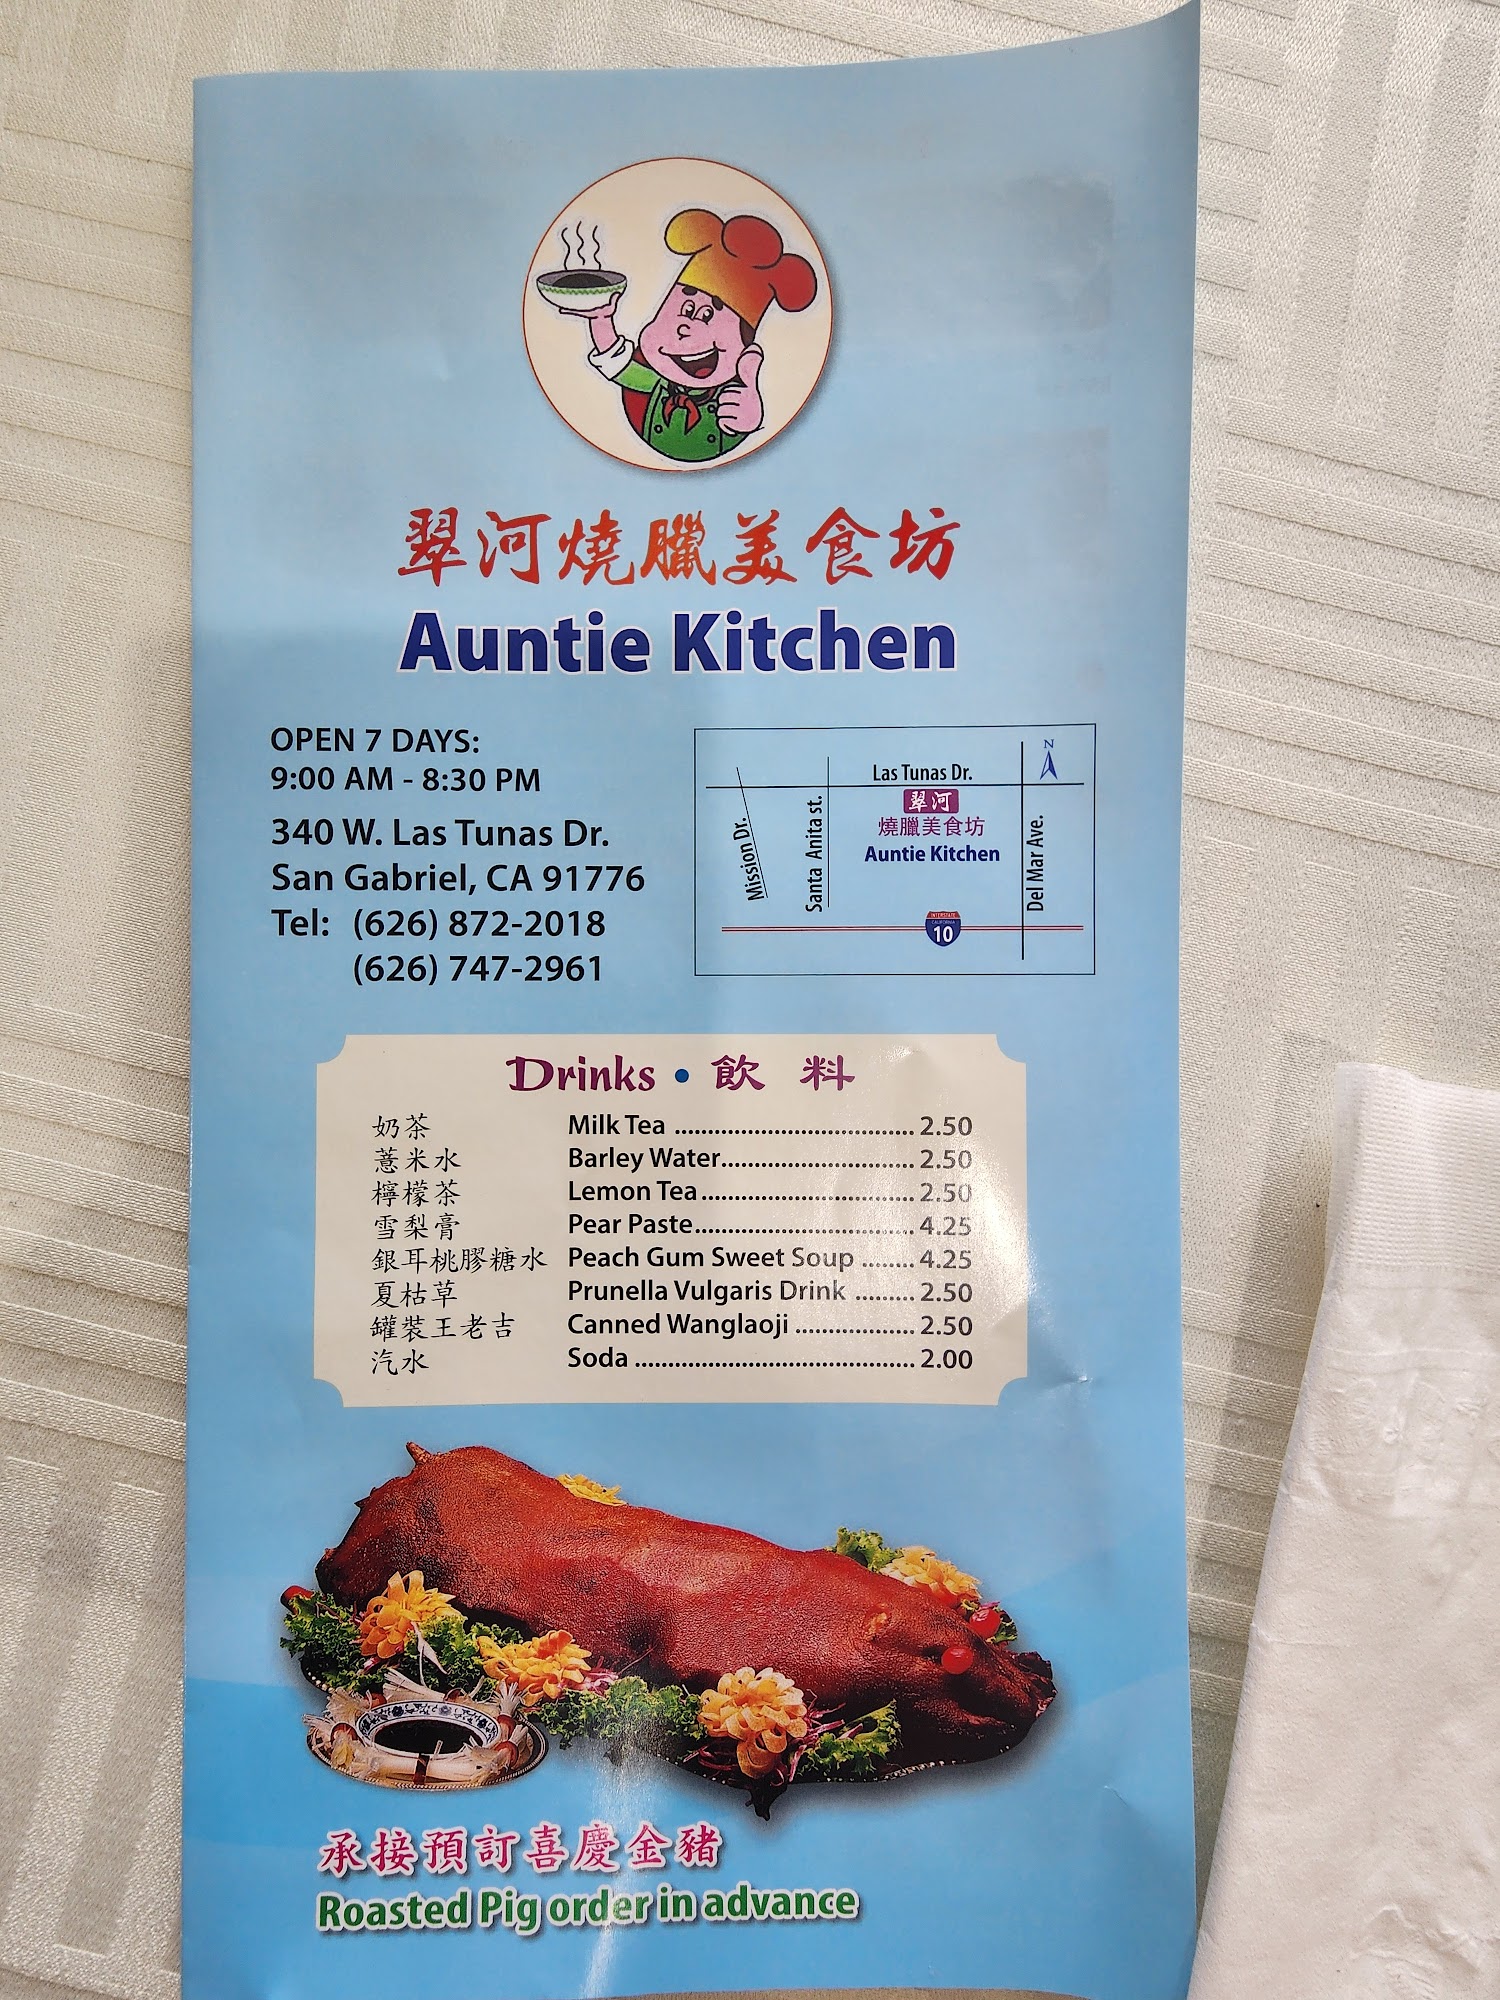 翠河燒臘美食坊
Auntie Kitchen
OPEN 7 DAYS:
9:00 AM - 8:30 PM
340 W. Las Tunas Dr.
San Gabriel, CA 91776
Tel: (626) 872-2018
(626) 747-2961
N
Las Tunas Dr.
翠河
燒臘美食坊
Auntie Kitchen
Mission Dr.
Santa Anita st.
Del Mar Ave.
INTERSTATE
CALIFORNIA
10
Drinks • 飲 料
奶茶 Milk Tea .................................... 2.50
薏米水 Barley Water............................. 2.50
檸檬茶 Lemon Tea................................ 2.50
雪梨膏 Pear Paste................................. 4.25
銀耳桃膠糖水 Peach Gum Sweet Soup ........ 4.25
夏枯草 Prunella Vulgaris Drink ......... 2.50
罐裝王老吉 Canned Wanglaoji .................. 2.50
汽水 Soda .......................................... 2.00
承接預訂喜慶金豬
Roasted Pig order in advance